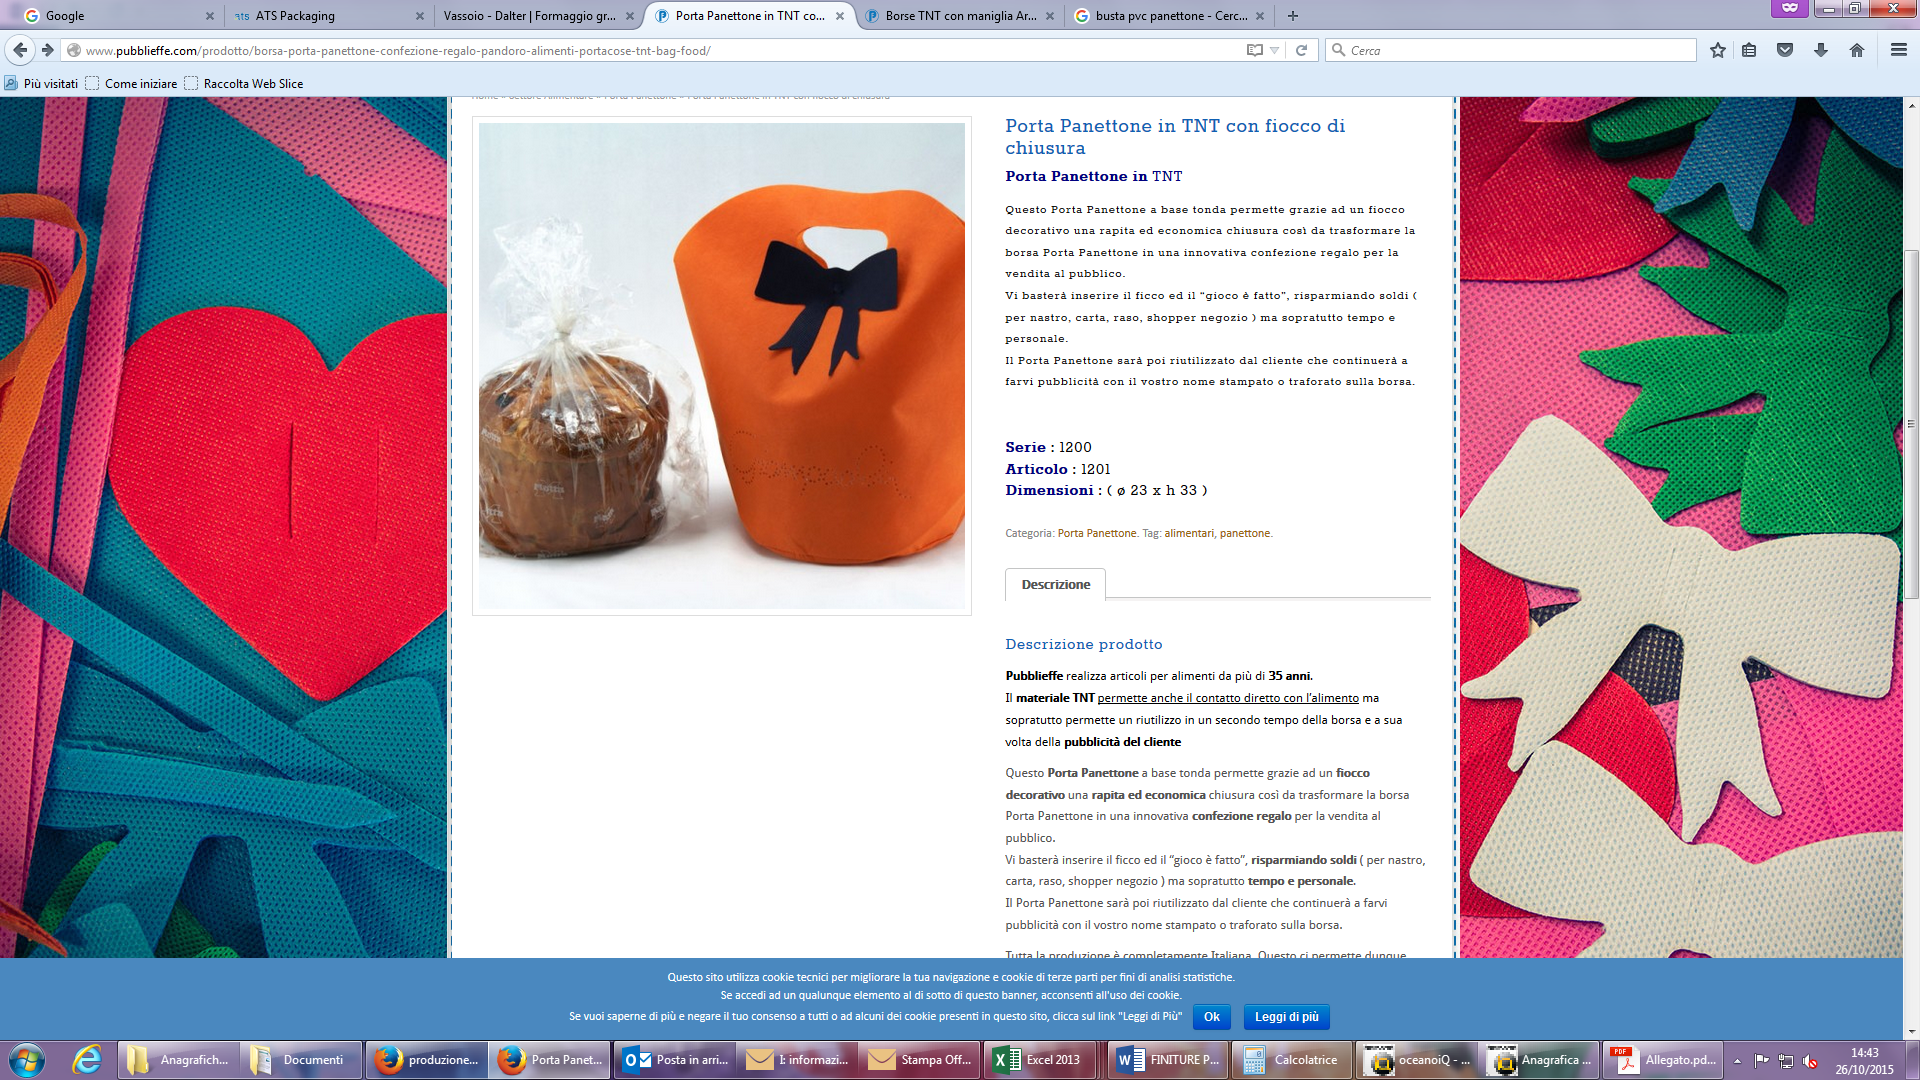 Google
ATS Packaging
Vassoio - Dalter | Formaggio gr...
Porta Panettone in TNT co...
Borse TNT con maniglia Ar...
busta pvc panettone - Cerc...
www.pubblieffe.com/prodotto/borsa-porta-panettone-confezione-regalo-pandoro-alimenti-portacose-tnt-bag-food/
Cerca
Più visitati
Come iniziare
Raccolta Web Slice
Porta Panettone in TNT con fiocco di
chiusura
Porta Panettone in TNT
Questo Porta Panettone a base tonda permette grazie ad un fiocco
decorativo una rapita ed economica chiusura così da trasformare la
borsa Porta Panettone in una innovativa confezione regalo per la
vendita al pubblico.
Vi basterà inserire il ficco ed il “gioco è fatto”, risparmiando soldi (
per nastro, carta, raso, shopper negozio ) ma sopratutto tempo e
personale.
Il Porta Panettone sarà poi riutilizzato dal cliente che continuerà a
farvi pubblicità con il vostro nome stampato o traforato sulla borsa.
Serie : 1200
Articolo : 1201
Dimensioni : ( ø 23 x h 33 )
Categoria: Porta Panettone. Tag: alimentari, panettone.
Descrizione
Descrizione prodotto
Pubblieffe realizza articoli per alimenti da più di 35 anni.
Il materiale TNT permette anche il contatto diretto con l’alimento ma
sopratutto permette un riutilizzo in un secondo tempo della borsa e a sua
volta della pubblicità del cliente
Questo Porta Panettone a base tonda permette grazie ad un fiocco
decorativo una rapita ed economica chiusura così da trasformare la borsa
Porta Panettone in una innovativa confezione regalo per la vendita al
pubblico.
Vi basterà inserire il ficco ed il “gioco è fatto”, risparmiando soldi ( per nastro,
carta, raso, shopper negozio ) ma sopratutto tempo e personale.
Il Porta Panettone sarà poi riutilizzato dal cliente che continuerà a farvi
pubblicità con il vostro nome stampato o traforato sulla borsa.
Tutta la produzione è completamente Italiana. Questo ci permette dunque
Questo sito utilizza cookie tecnici per migliorare la tua navigazione e cookie di terze parti per fini di analisi statistiche.
Se accedi ad un qualunque elemento al di sotto di questo banner, acconsenti all'uso dei cookie.
Se vuoi saperne di più e negare il tuo consenso a tutti o ad alcuni dei cookie presenti in questo sito, clicca sul link "Leggi di Più"
Ok
Leggi di più
Anagrafich...
Documenti
produzione...
Porta Panet...
Posta in arri...
I: informazi...
Stampa Off...
Excel 2013
FINITURE P...
Calcolatrice
oceanoiQ - ...
Anagrafica ...
Allegato.pd...
14:43
26/10/2015